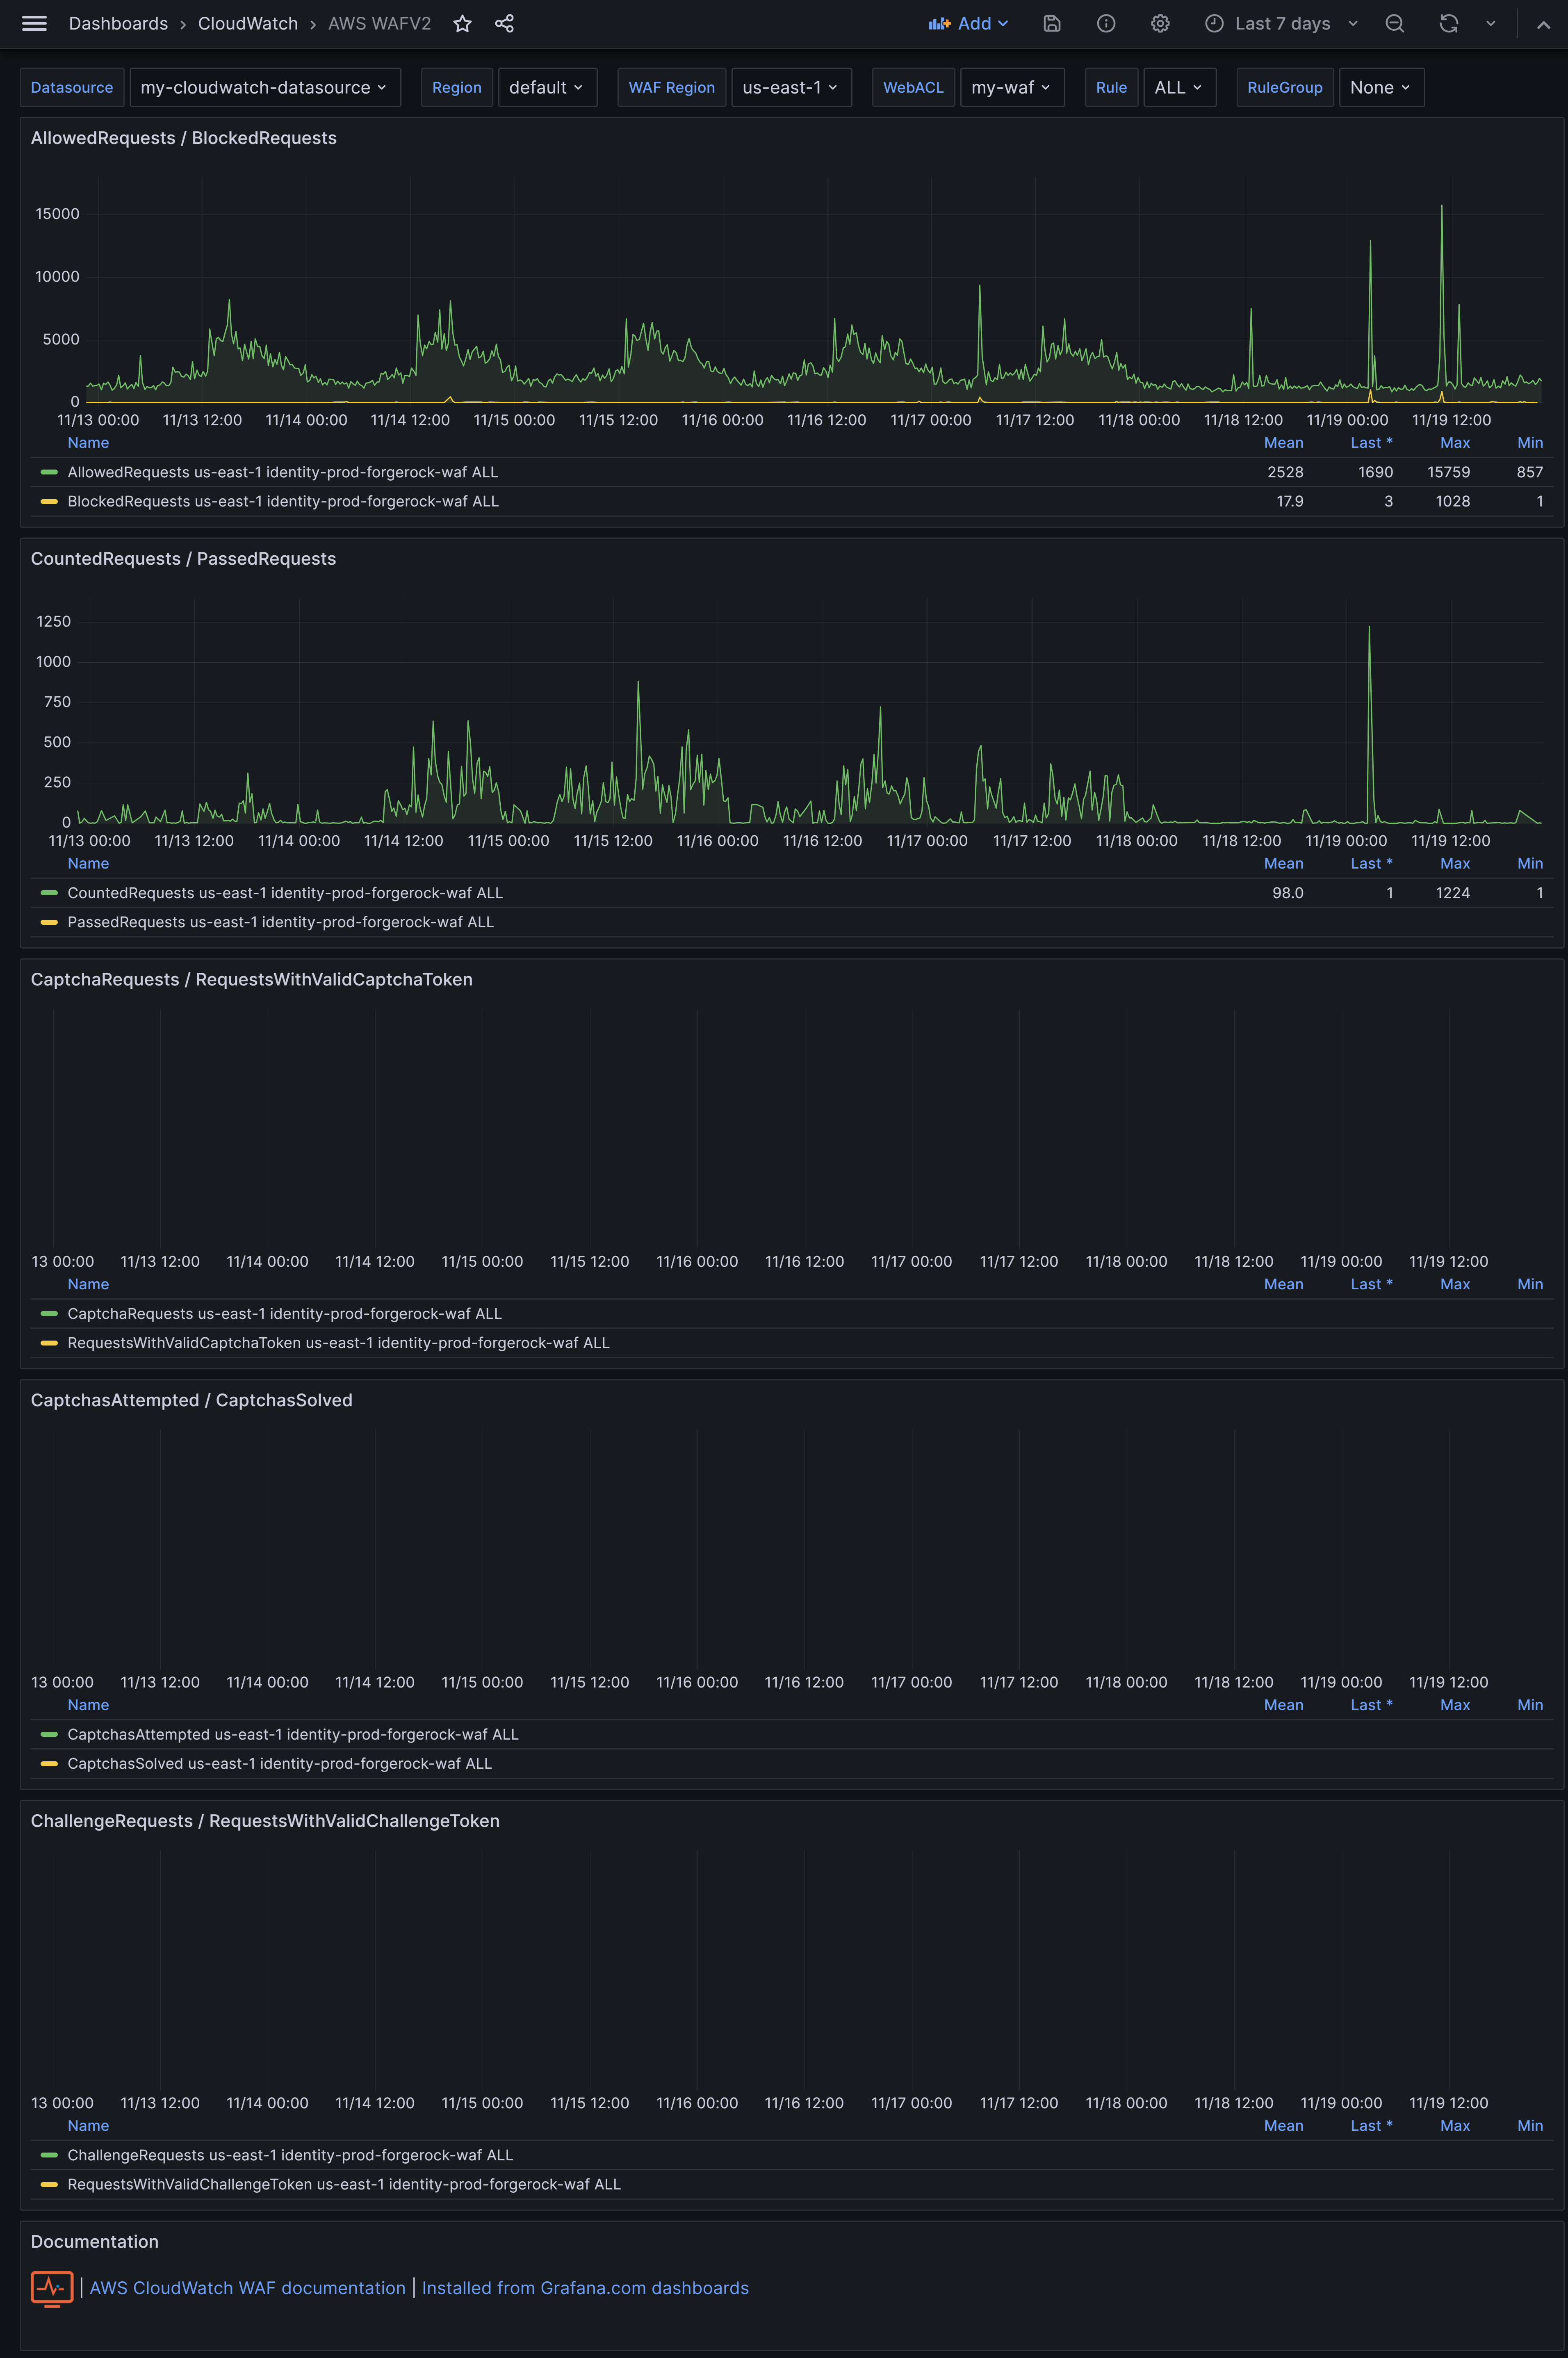 Dashboards › CloudWatch › AWS WAFV2 Add Last 7 days
Datasource my-cloudwatch-datasource Region default WAF Region us-east-1 WebACL my-waf Rule ALL RuleGroup None
AllowedRequests / BlockedRequests
15000
10000
5000
0
11/13 00:00 11/13 12:00 11/14 00:00 11/14 12:00 11/15 00:00 11/15 12:00 11/16 00:00 11/16 12:00 11/17 00:00 11/17 12:00 11/18 00:00 11/18 12:00 11/19 00:00 11/19 12:00
Name Mean Last * Max Min
AllowedRequests us-east-1 identity-prod-forgerock-waf ALL 2528 1690 15759 857
BlockedRequests us-east-1 identity-prod-forgerock-waf ALL 17.9 3 1028 1
CountedRequests / PassedRequests
1250
1000
750
500
250
0
11/13 00:00 11/13 12:00 11/14 00:00 11/14 12:00 11/15 00:00 11/15 12:00 11/16 00:00 11/16 12:00 11/17 00:00 11/17 12:00 11/18 00:00 11/18 12:00 11/19 00:00 11/19 12:00
Name Mean Last * Max Min
CountedRequests us-east-1 identity-prod-forgerock-waf ALL 98.0 1 1224 1
PassedRequests us-east-1 identity-prod-forgerock-waf ALL
CaptchaRequests / RequestsWithValidCaptchaToken
13 00:00 11/13 12:00 11/14 00:00 11/14 12:00 11/15 00:00 11/15 12:00 11/16 00:00 11/16 12:00 11/17 00:00 11/17 12:00 11/18 00:00 11/18 12:00 11/19 00:00 11/19 12:00
Name Mean Last * Max Min
CaptchaRequests us-east-1 identity-prod-forgerock-waf ALL
RequestsWithValidCaptchaToken us-east-1 identity-prod-forgerock-waf ALL
CaptchasAttempted / CaptchasSolved
13 00:00 11/13 12:00 11/14 00:00 11/14 12:00 11/15 00:00 11/15 12:00 11/16 00:00 11/16 12:00 11/17 00:00 11/17 12:00 11/18 00:00 11/18 12:00 11/19 00:00 11/19 12:00
Name Mean Last * Max Min
CaptchasAttempted us-east-1 identity-prod-forgerock-waf ALL
CaptchasSolved us-east-1 identity-prod-forgerock-waf ALL
ChallengeRequests / RequestsWithValidChallengeToken
13 00:00 11/13 12:00 11/14 00:00 11/14 12:00 11/15 00:00 11/15 12:00 11/16 00:00 11/16 12:00 11/17 00:00 11/17 12:00 11/18 00:00 11/18 12:00 11/19 00:00 11/19 12:00
Name Mean Last * Max Min
ChallengeRequests us-east-1 identity-prod-forgerock-waf ALL
RequestsWithValidChallengeToken us-east-1 identity-prod-forgerock-waf ALL
Documentation
| AWS CloudWatch WAF documentation | Installed from Grafana.com dashboards